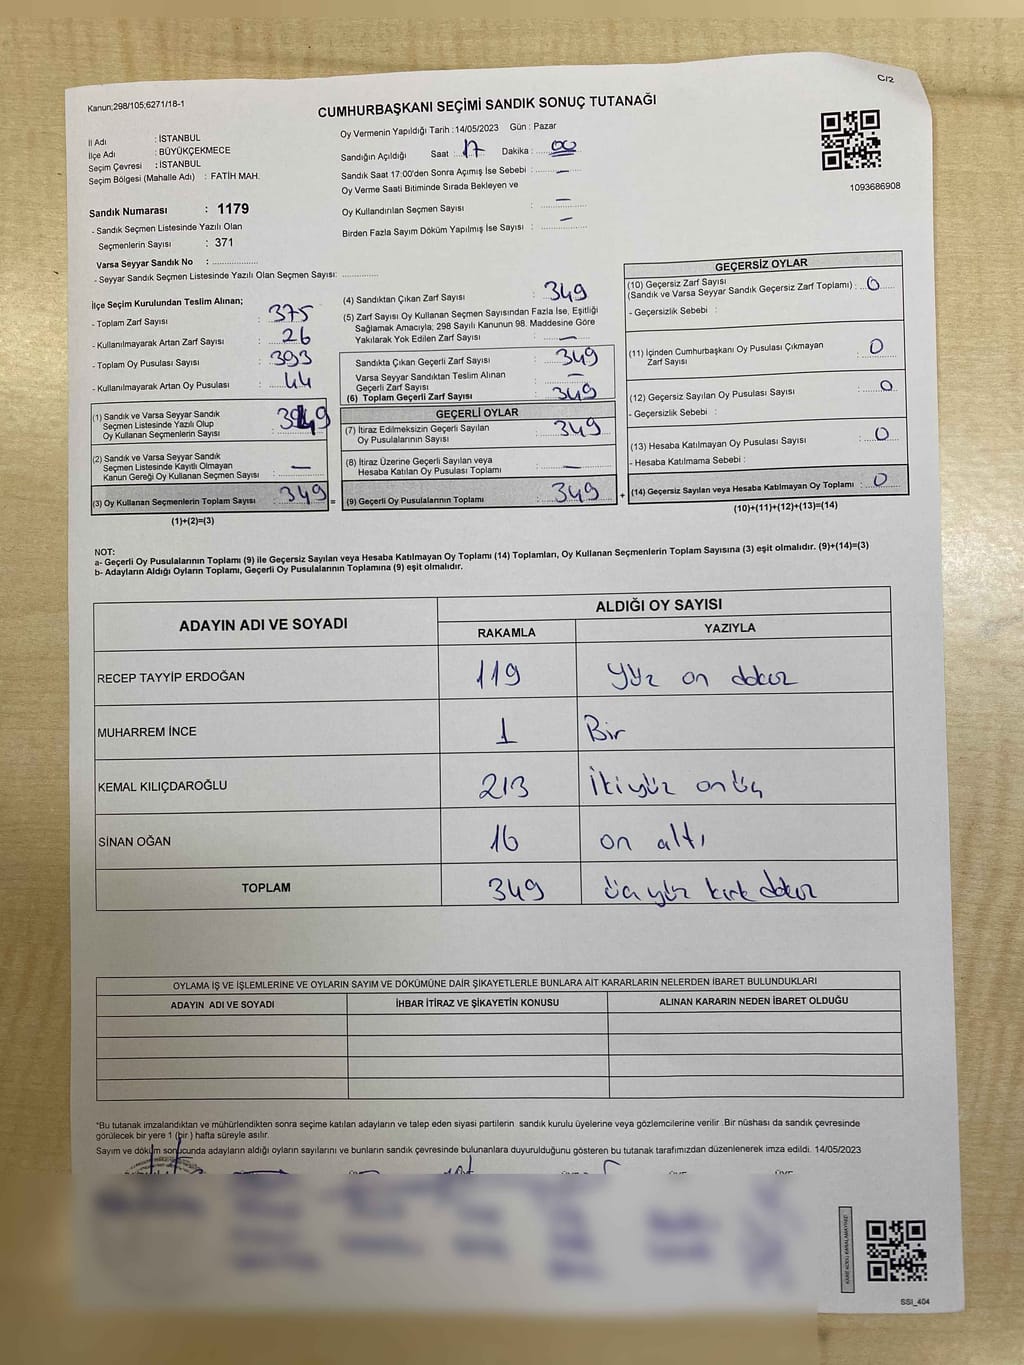 C/2
Kanun;298/105;6271/18-1
CUMHURBAŞKANI SEÇİMİ SANDIK SONUÇ TUTANAĞI
İl Adı : İSTANBUL
İlçe Adı : BÜYÜKÇEKMECE
Seçim Çevresi : İSTANBUL
Seçim Bölgesi (Mahalle Adı) : FATİH MAH.
Sandık Numarası : 1179
- Sandık Seçmen Listesinde Yazılı Olan
Seçmenlerin Sayısı : 371
Varsa Seyyar Sandık No :
- Seyyar Sandık Seçmen Listesinde Yazılı Olan Seçmen Sayısı:
Oy Vermenin Yapıldığı Tarih : 14/05/2023 Gün : Pazar
Sandığın Açıldığı Saat : 17 Dakika : 00
Sandık Saat 17:00'den Sonra Açımış İse Sebebi : —
Oy Verme Saati Bitiminde Sırada Bekleyen ve
Oy Kullandırılan Seçmen Sayısı : —
Birden Fazla Sayım Döküm Yapılmış İse Sayısı : —
1093686908
İlçe Seçim Kurulundan Teslim Alınan;
- Toplam Zarf Sayısı : 375
- Kullanılmayarak Artan Zarf Sayısı : 26
- Toplam Oy Pusulası Sayısı : 393
- Kullanılmayarak Artan Oy Pusulası : 44
(1) Sandık ve Varsa Seyyar Sandık
Seçmen Listesinde Yazılı Olup
Oy Kullanan Seçmenlerin Sayısı :
(2) Sandık ve Varsa Seyyar Sandık
Seçmen Listesinde Kayıtlı Olmayan
Kanun Gereği Oy Kullanan Seçmen Sayısı : —
(3) Oy Kullanan Seçmenlerin Toplam Sayısı : 349
(1)+(2)=(3)
=
(4) Sandıktan Çıkan Zarf Sayısı : 349
(5) Zarf Sayısı Oy Kullanan Seçmen Sayısından Fazla İse, Eşitliği
Sağlamak Amacıyla; 298 Sayılı Kanunun 98. Maddesine Göre
Yakılarak Yok Edilen Zarf Sayısı : —
Sandıkta Çıkan Geçerli Zarf Sayısı : 349
Varsa Seyyar Sandıktan Teslim Alınan
Geçerli Zarf Sayısı : —
(6) Toplam Geçerli Zarf Sayısı : 349
GEÇERLİ OYLAR
(7) İtiraz Edilmeksizin Geçerli Sayılan
Oy Pusulalarının Sayısı : 349
(8) İtiraz Üzerine Geçerli Sayılan veya
Hesaba Katılan Oy Pusulası Toplamı : —
(9) Geçerli Oy Pusulalarının Toplamı : 349
+
GEÇERSİZ OYLAR
(10) Geçersiz Zarf Sayısı
(Sandık ve Varsa Seyyar Sandık Geçersiz Zarf Toplamı) : 0
- Geçersizlik Sebebi :
(11) İçinden Cumhurbaşkanı Oy Pusulası Çıkmayan
Zarf Sayısı : 0
(12) Geçersiz Sayılan Oy Pusulası Sayısı : 0
- Geçersizlik Sebebi :
(13) Hesaba Katılmayan Oy Pusulası Sayısı : 0
- Hesaba Katılmama Sebebi :
(14) Geçersiz Sayılan veya Hesaba Katılmayan Oy Toplamı : 0
(10)+(11)+(12)+(13)=(14)
NOT:
a- Geçerli Oy Pusulalarının Toplamı (9) ile Geçersiz Sayılan veya Hesaba Katılmayan Oy Toplamı (14) Toplamları, Oy Kullanan Seçmenlerin Toplam Sayısına (3) eşit olmalıdır. (9)+(14)=(3)
b- Adayların Aldığı Oyların Toplamı, Geçerli Oy Pusulalarının Toplamına (9) eşit olmalıdır.
ADAYIN ADI VE SOYADI ALDIĞI OY SAYISI
RAKAMLA YAZIYLA
RECEP TAYYİP ERDOĞAN 119 Yüz on dokuz
MUHARREM İNCE 1 Bir
KEMAL KILIÇDAROĞLU 213 İkiyüz onüç
SİNAN OĞAN 16 on altı
TOPLAM 349 üç yüz kırk dokuz
OYLAMA İŞ VE İŞLEMLERİNE VE OYLARIN SAYIM VE DÖKÜMÜNE DAİR ŞİKAYETLERLE BUNLARA AİT KARARLARIN NELERDEN İBARET BULUNDUKLARI
ADAYIN ADI VE SOYADI İHBAR İTİRAZ VE ŞİKAYETİN KONUSU ALINAN KARARIN NEDEN İBARET OLDUĞU
*Bu tutanak imzalandıktan ve mühürlendikten sonra seçime katılan adayların ve talep eden siyasi partilerin sandık kurulu üyelerine veya gözlemcilerine verilir. Bir nüshası da sandık çevresinde
görülecek bir yere 1 (bir ) hafta süreyle asılır.
Sayım ve döküm sonucunda adayların aldığı oyların sayılarını ve bunların sandık çevresinde bulunanlara duyurulduğunu gösteren bu tutanak tarafımızdan düzenlenerek imza edildi. 14/05/2023
SSI_404